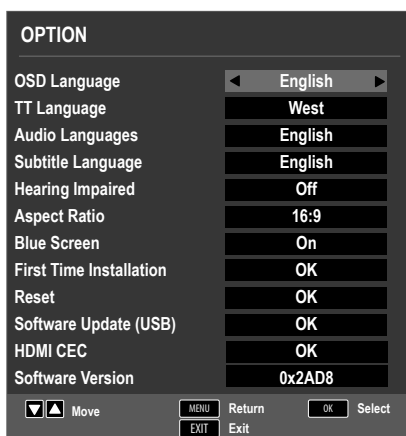 OPTION
OSD Language English
TT Language West
Audio Languages English
Subtitle Language English
Hearing Impaired Off
Aspect Ratio 16:9
Blue Screen On
First Time Installation OK
Reset OK
Software Update (USB) OK
HDMI CEC OK
Software Version 0x2AD8
Move MENU Return OK Select
EXIT Exit